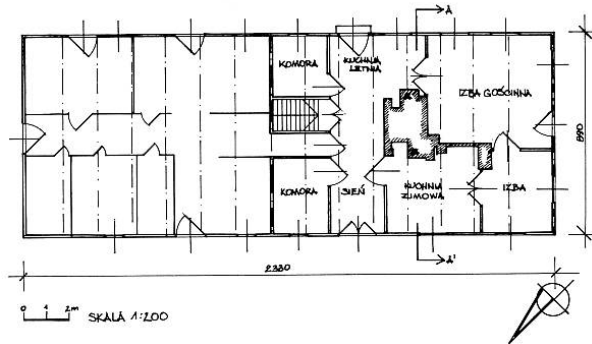 A
KOMORA
KUCHNIA
LETNIA
IZBA GOŚCINNA
890
KOMORA
SIEŃ
KUCHNIA
ZIMOWA
IZBA
A'
2330
0 1 2m
SKALA 1:200